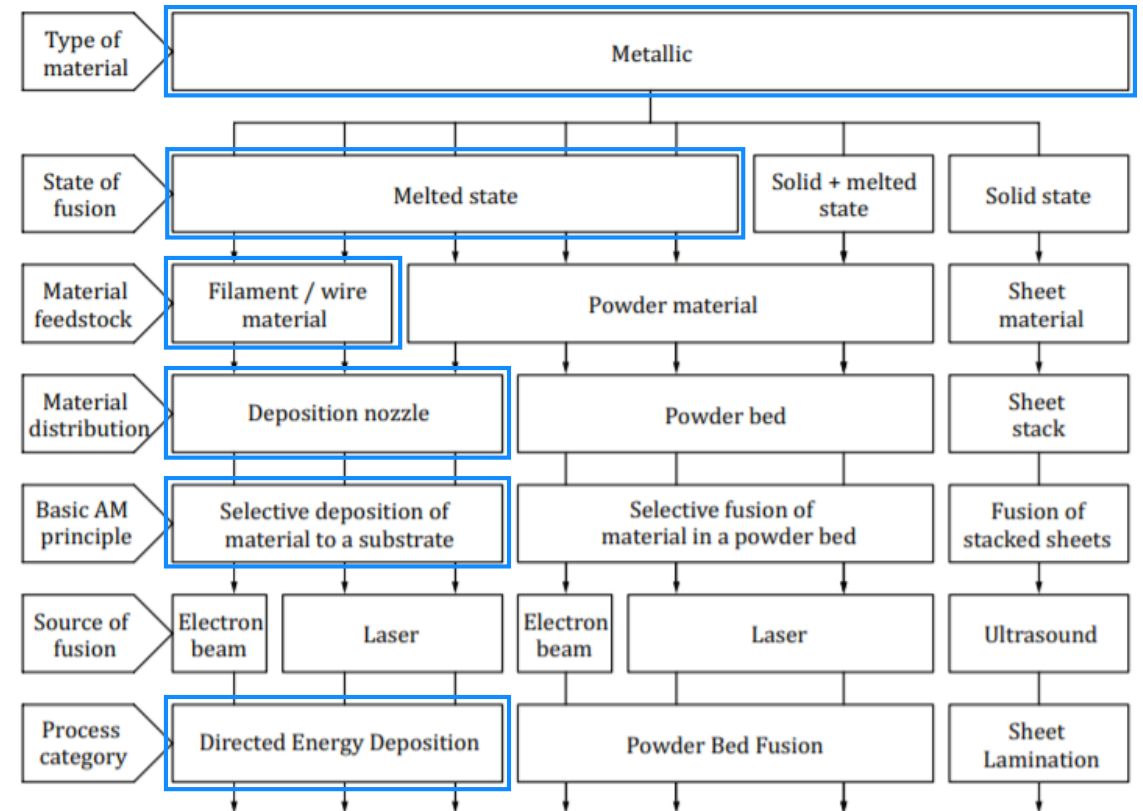 Type of
material
Metallic
State of
fusion
Melted state
Solid + melted
state
Solid state
Material
feedstock
Filament / wire
material
Powder material
Sheet
material
Material
distribution
Deposition nozzle
Powder bed
Sheet
stack
Basic AM
principle
Selective deposition of
material to a substrate
Selective fusion of
material in a powder bed
Fusion of
stacked sheets
Source of
fusion
Electron
beam
Laser
Electron
beam
Laser
Ultrasound
Process
category
Directed Energy Deposition
Powder Bed Fusion
Sheet
Lamination